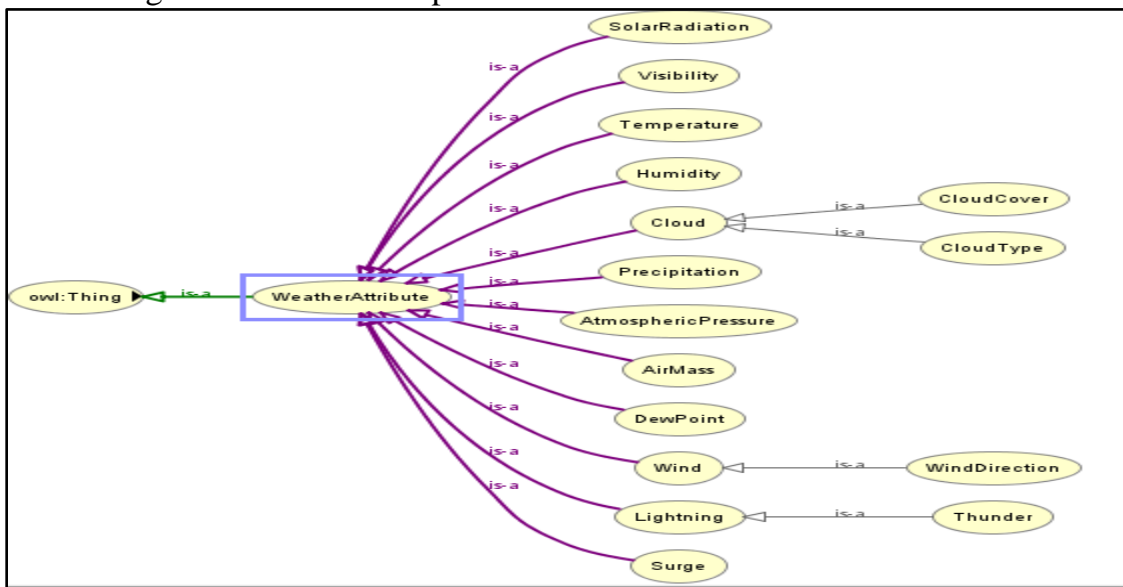 SolarRadiation
is-a
Visibility
is-a
Temperature
is-a
Humidity
is-a
Cloud
is-a
CloudCover
is-a
CloudType
is-a
Precipitation
is-a
owl:Thing
is-a
WeatherAttribute
AtmosphericPressure
is-a
AirMass
is-a
DewPoint
is-a
Wind
is-a
WindDirection
is-a
Lightning
is-a
Thunder
is-a
Surge
is-a